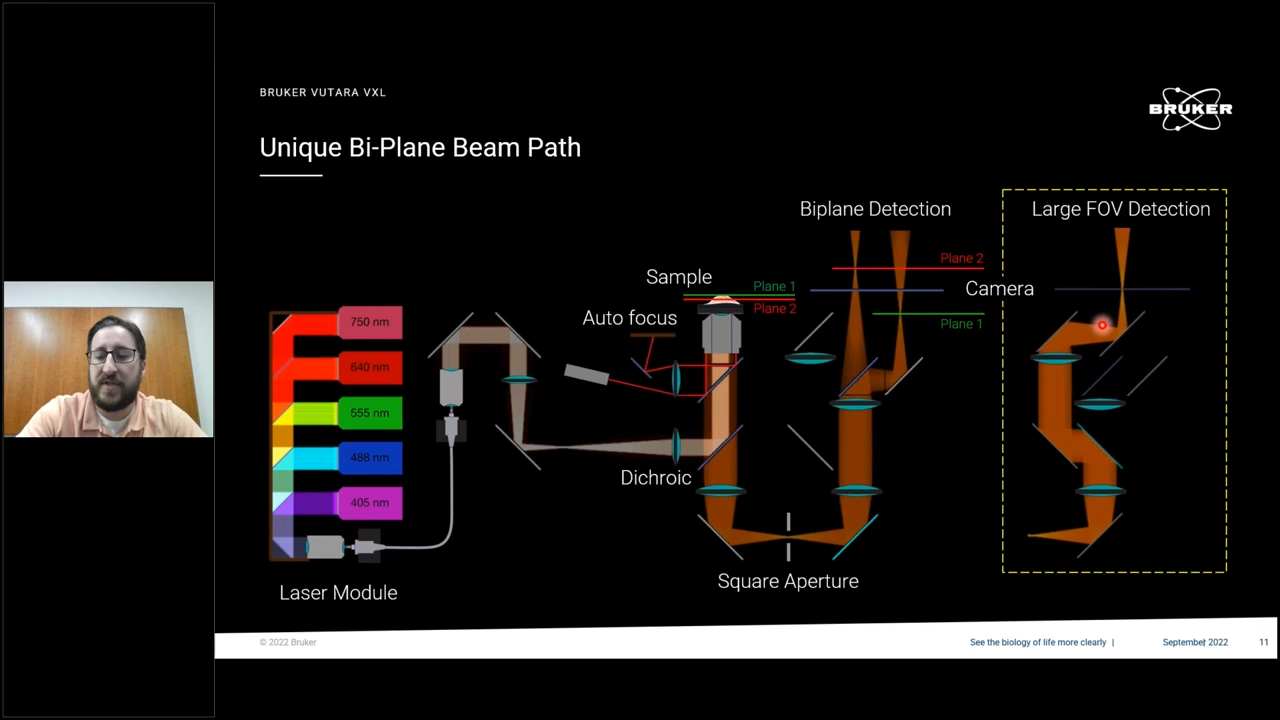 BRUKER VUTARA VXL
BRUKER
Unique Bi-Plane Beam Path
Biplane Detection
Large FOV Detection
Plane 2
Sample
Plane 1
Camera
Plane 2
Auto focus
Plane 1
750 nm
640 nm
555 nm
488 nm
405 nm
Dichroic
Square Aperture
Laser Module
© 2022 Bruker
See the biology of life more clearly |
September 2022
11